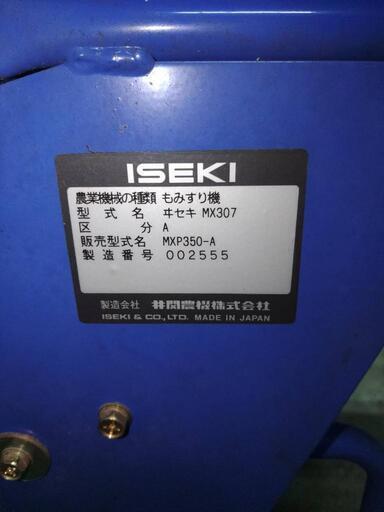 ISEKI
農業機械の種類 もみすり機
型式名 ヰセキ MX307
区分 A
販売型式名 MXP350-A
製造番号 002555
製造会社 井関農機株式会社
ISEKI & CO., LTD. MADE IN JAPAN